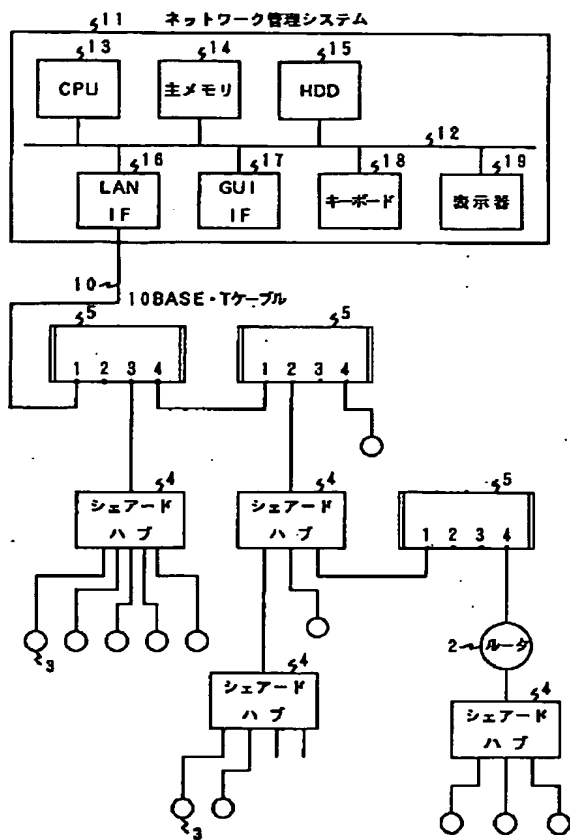 11 ネットワーク管理システム
13 14 15
CPU 主メモリ HDD
12
16 17 18 19
LAN IF GUI IF キーボード 表示器
10
10BASE・Tケーブル
5 5
1 2 3 4 1 2 3 4
4 4 5
シェアード ハブ シェアード ハブ 1 2 3 4
3
2 ルータ
4 4
シェアード ハブ シェアード ハブ
3